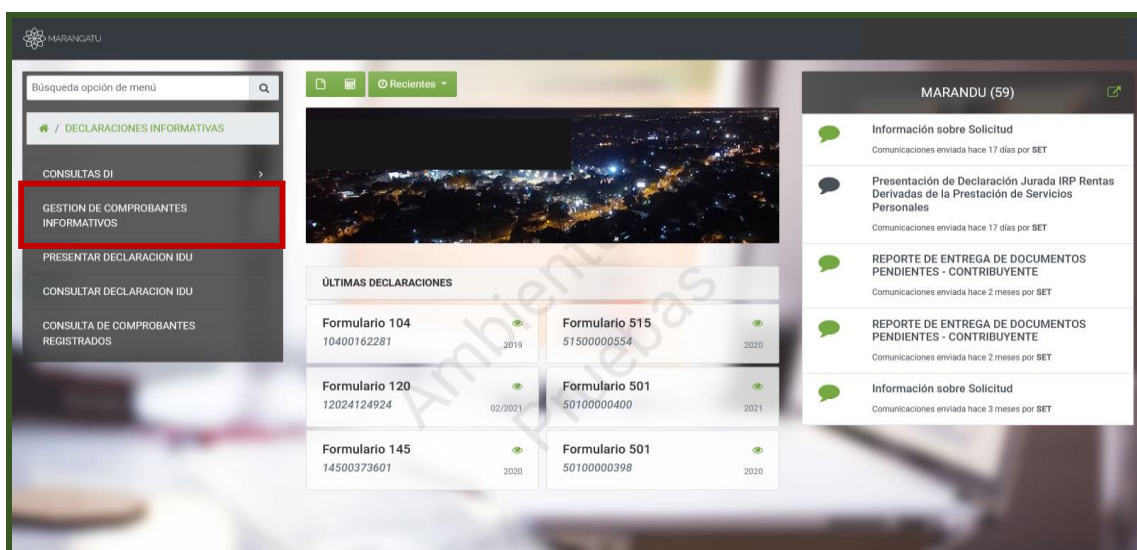 MARANGATU
Búsqueda opción de menú
/ DECLARACIONES INFORMATIVAS
CONSULTAS DI
GESTION DE COMPROBANTES
INFORMATIVOS
PRESENTAR DECLARACION IDU
CONSULTAR DECLARACION IDU
CONSULTA DE COMPROBANTES
REGISTRADOS
Recientes
ÚLTIMAS DECLARACIONES
Formulario 104
10400162281
2019
Formulario 515
51500000554
2020
Formulario 120
12024124924
02/2021
Formulario 501
50100000400
2021
Formulario 145
14500373601
2020
Formulario 501
50100000398
2020
Ambiente
Pruebas
MARANDU (59)
Información sobre Solicitud
Comunicaciones enviada hace 17 días por SET
Presentación de Declaración Jurada IRP Rentas
Derivadas de la Prestación de Servicios
Personales
Comunicaciones enviada hace 17 días por SET
REPORTE DE ENTREGA DE DOCUMENTOS
PENDIENTES - CONTRIBUYENTE
Comunicaciones enviada hace 2 meses por SET
REPORTE DE ENTREGA DE DOCUMENTOS
PENDIENTES - CONTRIBUYENTE
Comunicaciones enviada hace 2 meses por SET
Información sobre Solicitud
Comunicaciones enviada hace 3 meses por SET